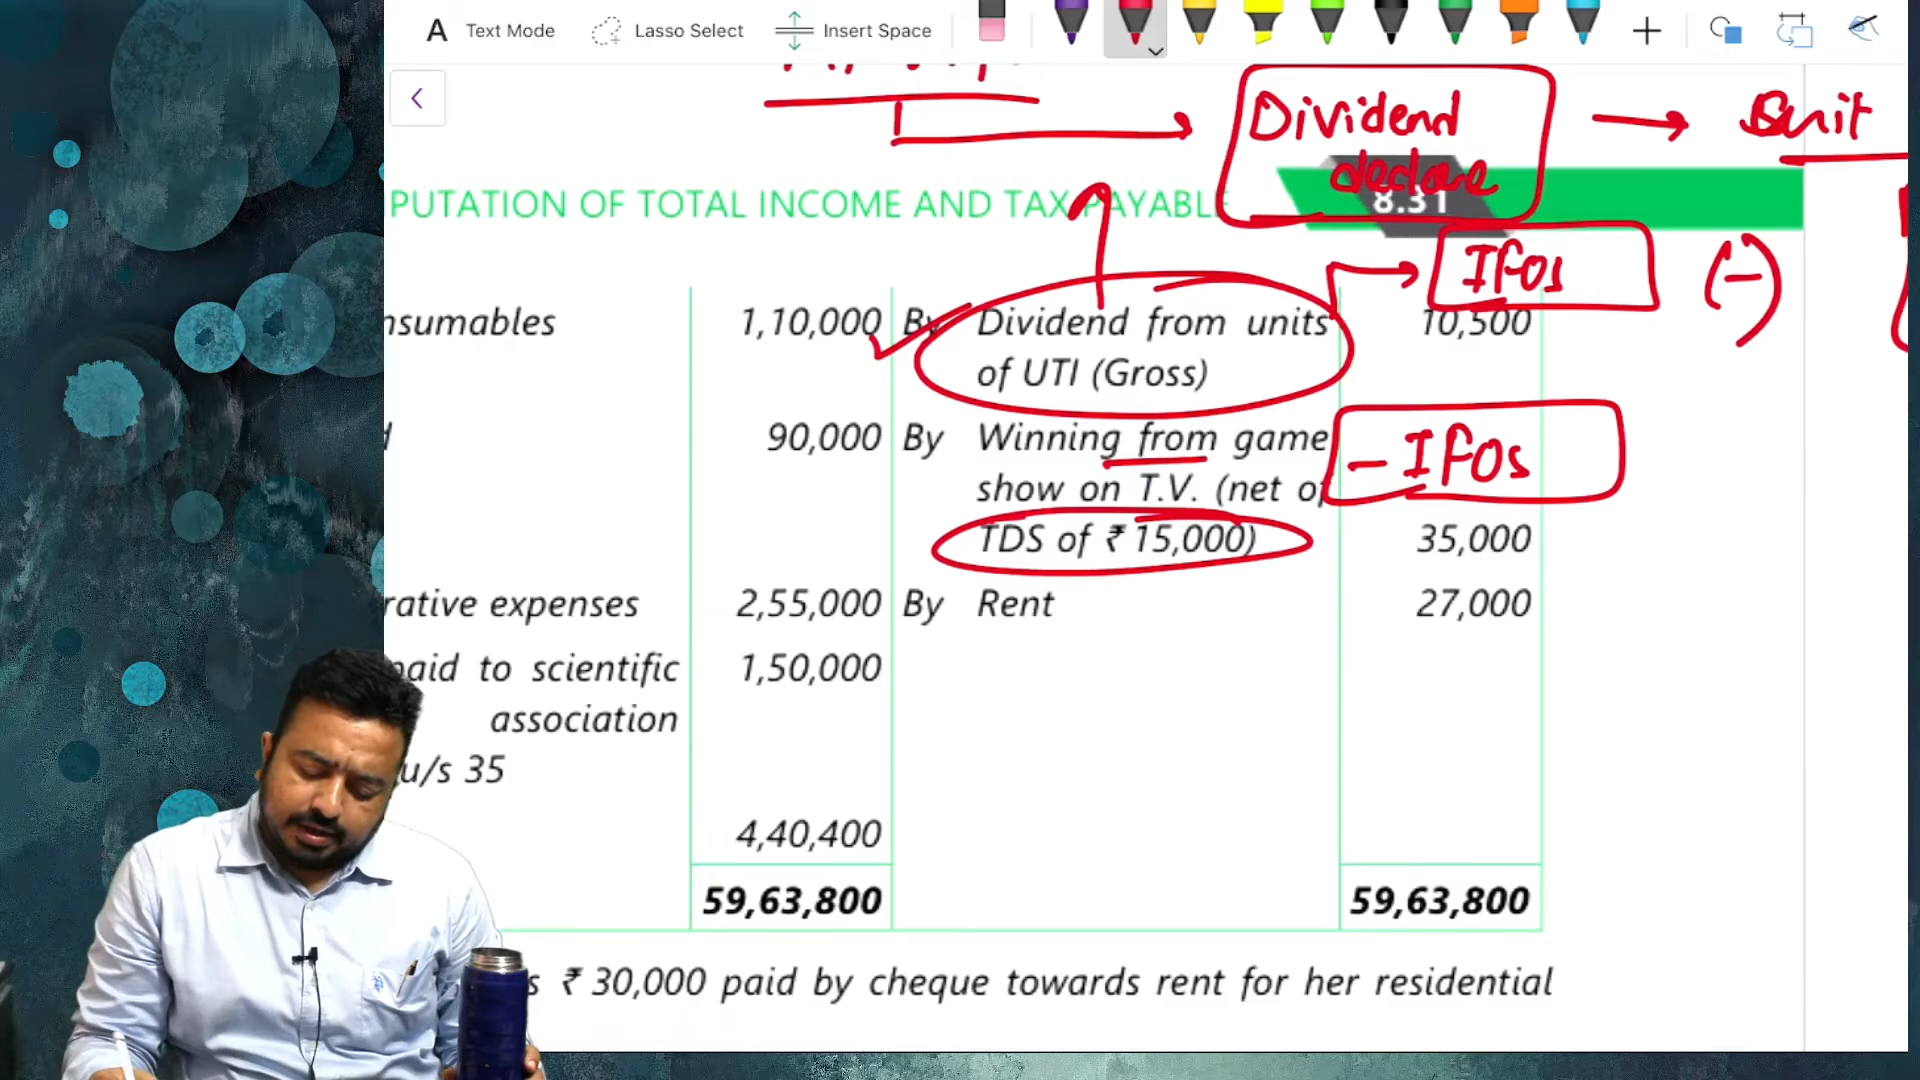 A Text Mode Lasso Select Insert Space
Dividend → Unit
declare
PUTATION OF TOTAL INCOME AND TAX PAYABLE 8.31
IFOS (-)
nsumables 1,10,000 By Dividend from units 10,500
of UTI (Gross)
90,000 By Winning from game - IFOS
show on T.V. (net of
TDS of ₹ 15,000) 35,000
rative expenses 2,55,000 By Rent 27,000
paid to scientific 1,50,000
association
u/s 35
4,40,400
59,63,800 59,63,800
s ₹ 30,000 paid by cheque towards rent for her residential